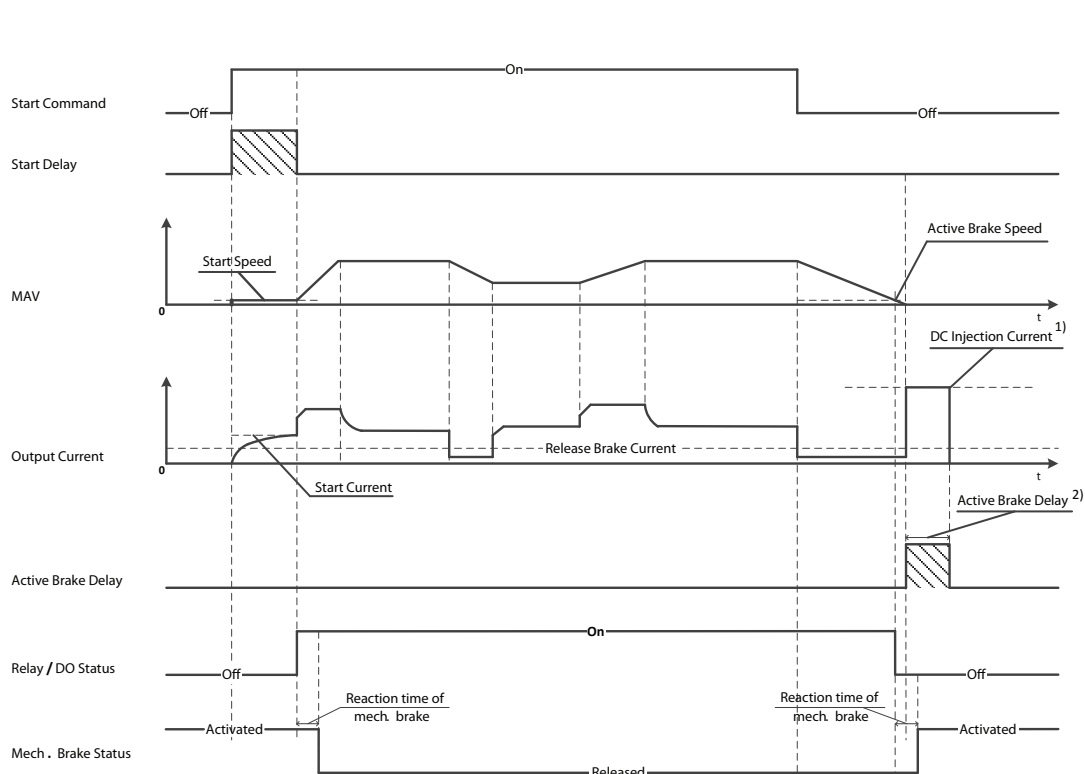 On
Start Command
Off
Off
Start Delay
Active Brake Speed
Start Speed
MAV
0
t
DC Injection Current 1)
Release Brake Current
Output Current
0
t
Start Current
Active Brake Delay 2)
Active Brake Delay
On
Relay / DO Status
Off
Off
Reaction time of
mech. brake
Reaction time of
mech. brake
Activated
Activated
Mech . Brake Status
Released